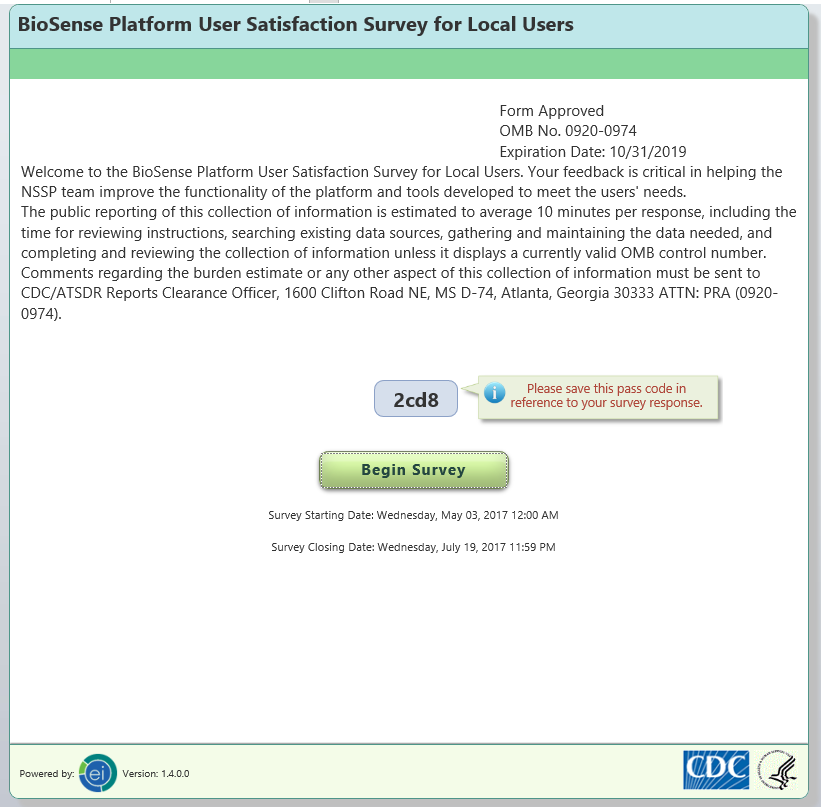 BioSense Platform User Satisfaction Survey for Local Users
Form Approved
OMB No. 0920-0974
Expiration Date: 10/31/2019
Welcome to the BioSense Platform User Satisfaction Survey for Local Users. Your feedback is critical in helping the
NSSP team improve the functionality of the platform and tools developed to meet the users' needs.
The public reporting of this collection of information is estimated to average 10 minutes per response, including the
time for reviewing instructions, searching existing data sources, gathering and maintaining the data needed, and
completing and reviewing the collection of information unless it displays a currently valid OMB control number.
Comments regarding the burden estimate or any other aspect of this collection of information must be sent to
CDC/ATSDR Reports Clearance Officer, 1600 Clifton Road NE, MS D-74, Atlanta, Georgia 30333 ATTN: PRA (0920-
0974).
2cd8
i
Please save this pass code in
reference to your survey response.
Begin Survey
Survey Starting Date: Wednesday, May 03, 2017 12:00 AM
Survey Closing Date: Wednesday, July 19, 2017 11:59 PM
Powered by: ei Version: 1.4.0.0
CDC